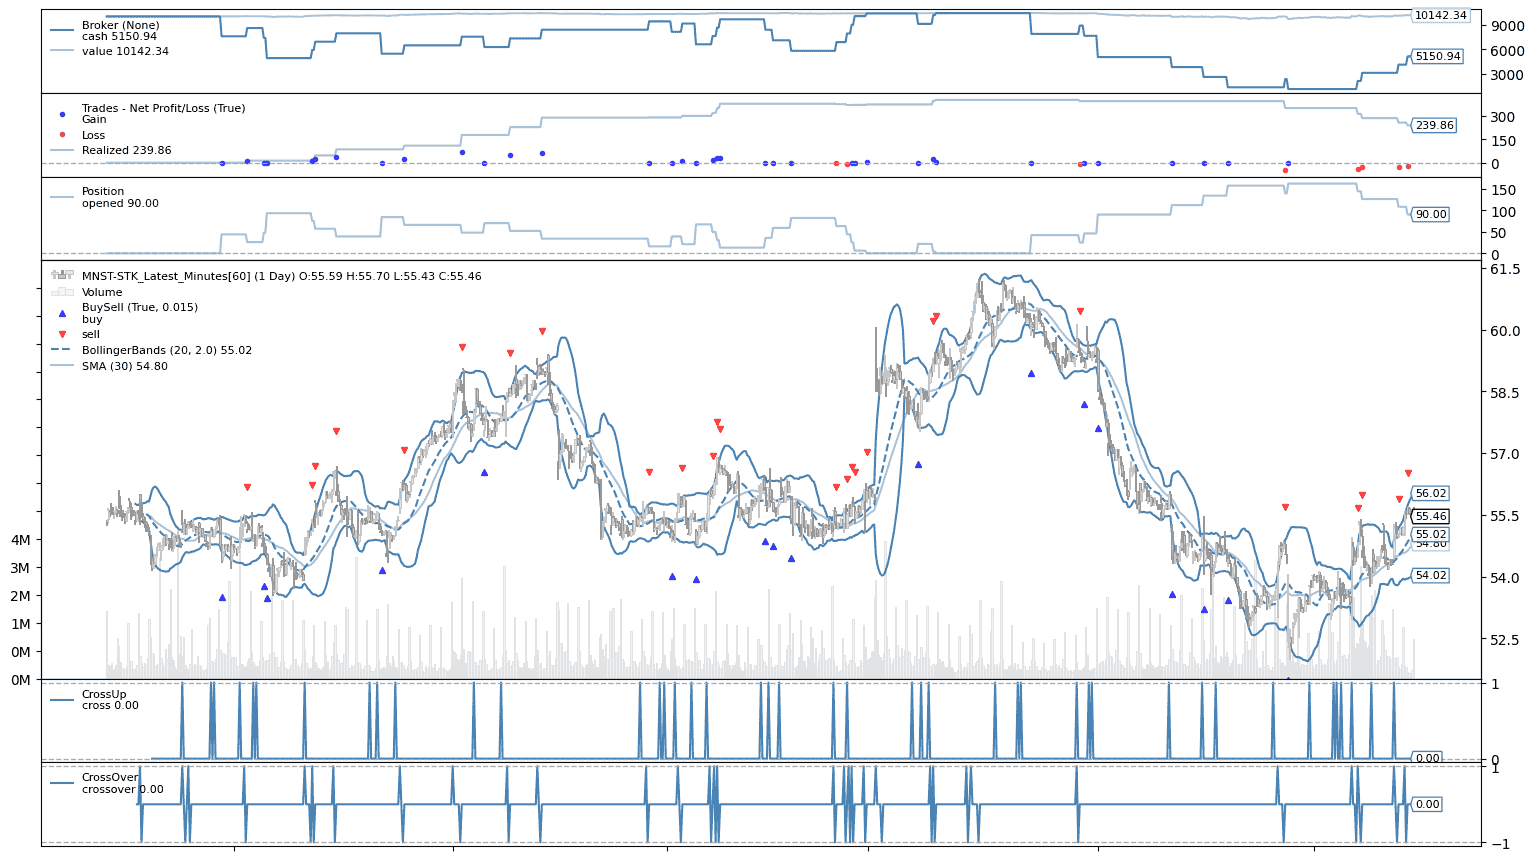 Broker (None)
cash 5150.94
value 10142.34
10142.34
9000
6000
5150.94
3000
Trades - Net Profit/Loss (True)
Gain
Loss
Realized 239.86
300
239.86
150
0
Position
opened 90.00
150
100
90.00
50
0
MNST-STK_Latest_Minutes[60] (1 Day) O:55.59 H:55.70 L:55.43 C:55.46
Volume
BuySell (True, 0.015)
buy
sell
BollingerBands (20, 2.0) 55.02
SMA (30) 54.80
61.5
60.0
58.5
57.0
56.02
55.5
55.46
55.02
54.80
54.02
54.0
52.5
4M
3M
2M
1M
0M
0M
CrossUp
cross 0.00
1
0.00
0
CrossOver
crossover 0.00
1
0.00
−1